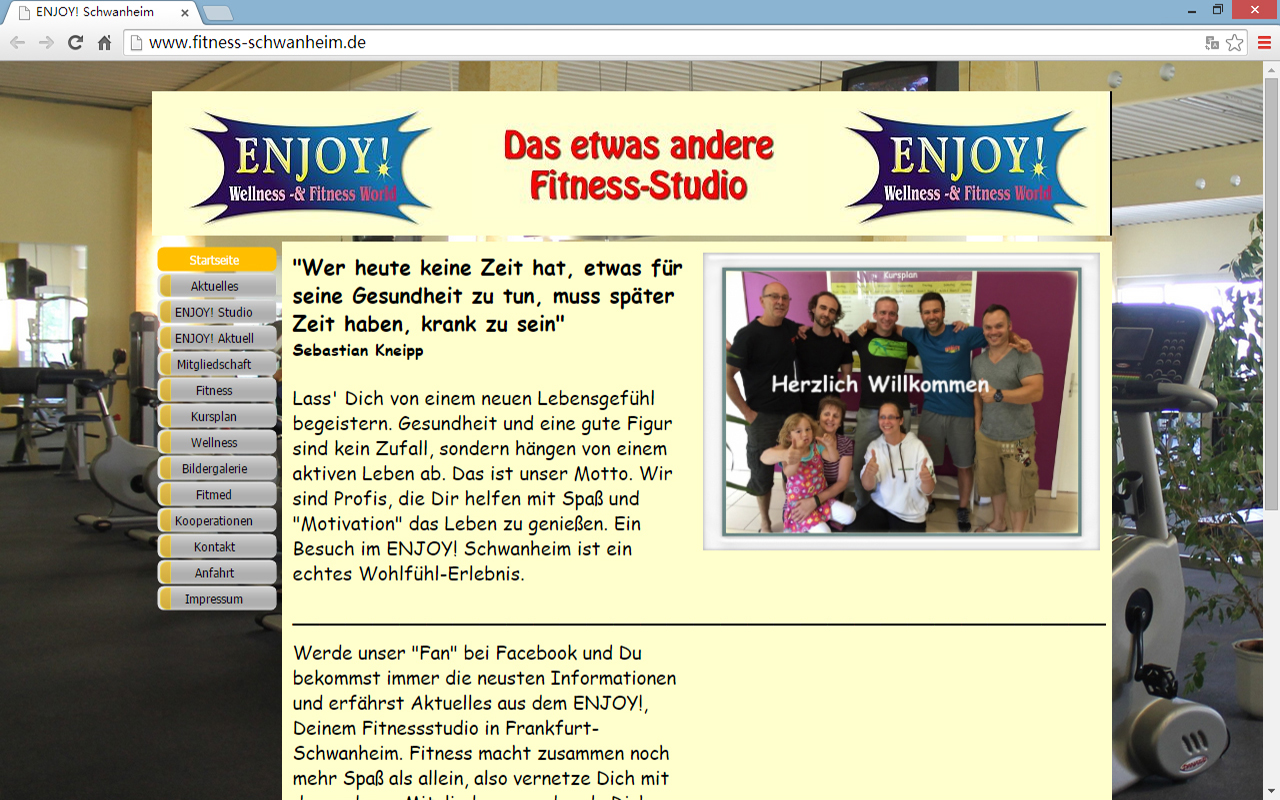 ENJOY! Schwanheim
www.fitness-schwanheim.de
ENJOY!
Wellness -& Fitness World
Das etwas andere
Fitness-Studio
ENJOY!
Wellness -& Fitness World
Startseite
Aktuelles
ENJOY! Studio
ENJOY! Aktuell
Mitgliedschaft
Fitness
Kursplan
Wellness
Bildergalerie
Fitmed
Kooperationen
Kontakt
Anfahrt
Impressum
"Wer heute keine Zeit hat, etwas für
seine Gesundheit zu tun, muss später
Zeit haben, krank zu sein"
Sebastian Kneipp
Lass' Dich von einem neuen Lebensgefühl
begeistern. Gesundheit und eine gute Figur
sind kein Zufall, sondern hängen von einem
aktiven Leben ab. Das ist unser Motto. Wir
sind Profis, die Dir helfen mit Spaß und
"Motivation" das Leben zu genießen. Ein
Besuch im ENJOY! Schwanheim ist ein
echtes Wohlfühl-Erlebnis.
Kursplan
Herzlich Willkommen
Werde unser "Fan" bei Facebook und Du
bekommst immer die neusten Informationen
und erfährst Aktuelles aus dem ENJOY!,
Deinem Fitnessstudio in Frankfurt-
Schwanheim. Fitness macht zusammen noch
mehr Spaß als allein, also vernetze Dich mit